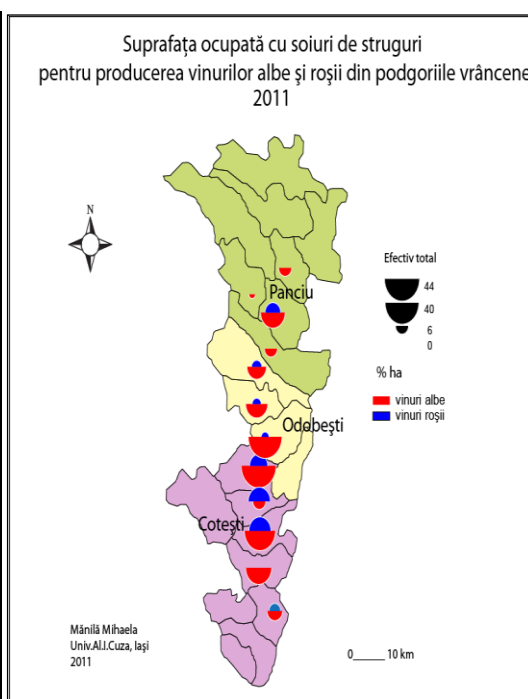 Suprafața ocupată cu soiuri de struguri
pentru producerea vinurilor albe și roșii din podgoriile vrâncene
2011
N
Efectiv total
44
40
6
0
Panciu
% ha
vinuri albe
vinuri roșii
Odobești
Cotești
Mănilă Mihaela
Univ.Al.I.Cuza, Iași
2011
0_____ 10 km